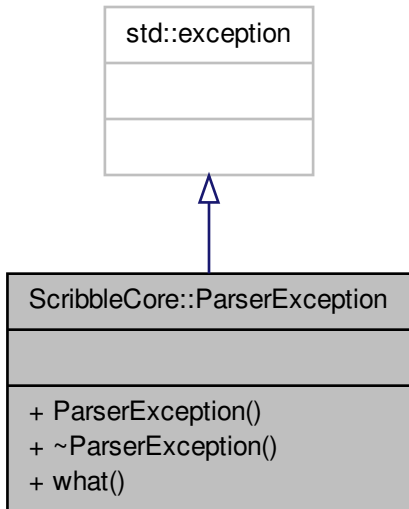 std::exception
ScribbleCore::ParserException
+ ParserException()
+ ~ParserException()
+ what()